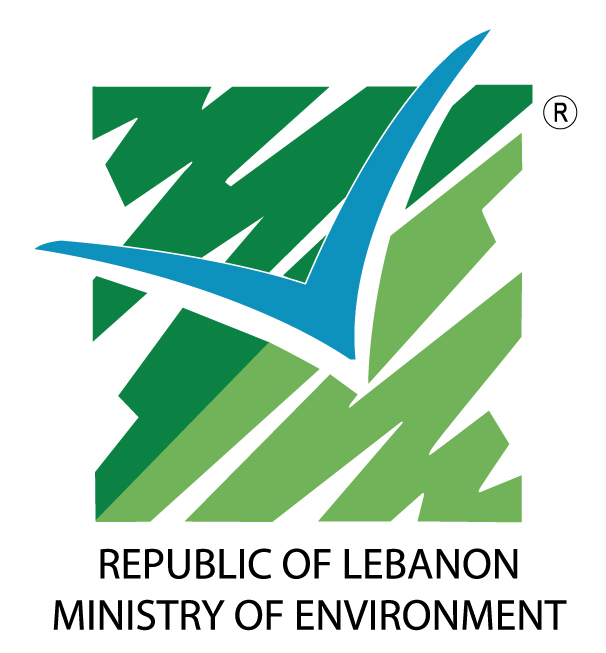 ®
REPUBLIC OF LEBANON
MINISTRY OF ENVIRONMENT